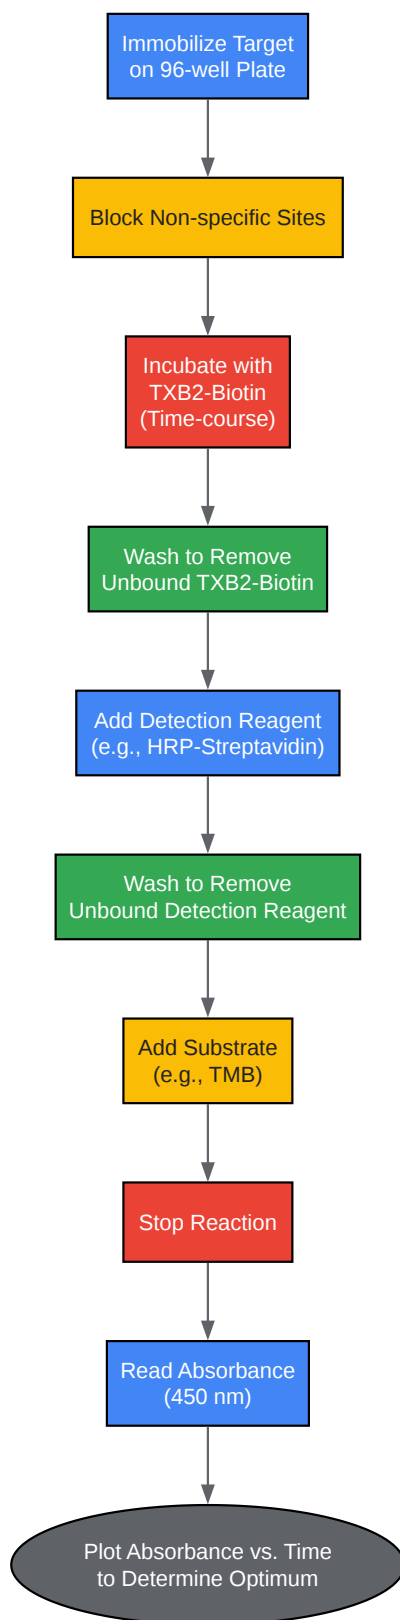 Immobilize Target
on 96-well Plate
Block Non-specific Sites
Incubate with
TXB2-Biotin
(Time-course)
Wash to Remove
Unbound TXB2-Biotin
Add Detection Reagent
(e.g., HRP-Streptavidin)
Wash to Remove
Unbound Detection Reagent
Add Substrate
(e.g., TMB)
Stop Reaction
Read Absorbance
(450 nm)
Plot Absorbance vs. Time
to Determine Optimum